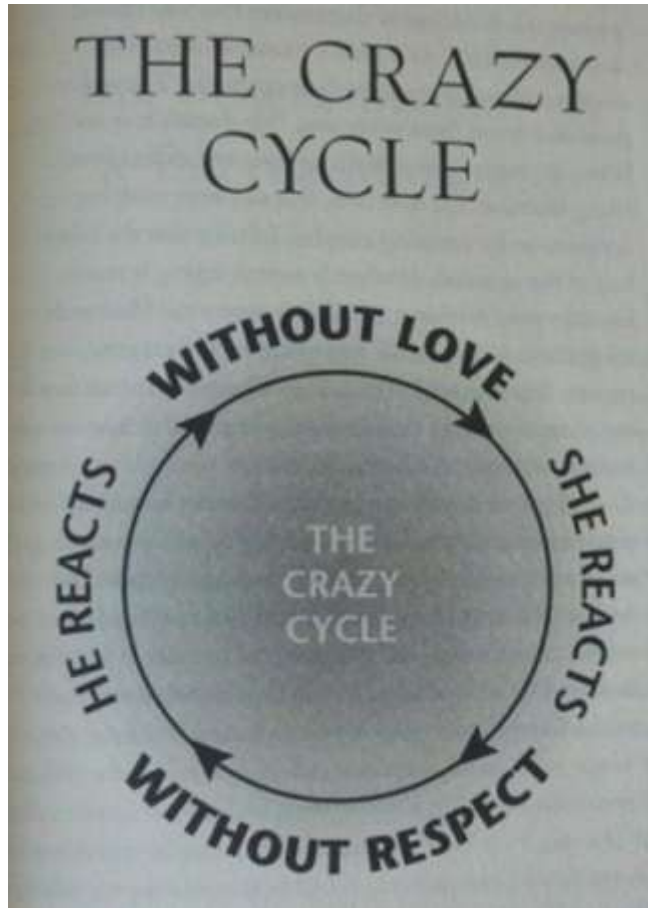 THE CRAZY
CYCLE
WITHOUT LOVE
SHE REACTS
WITHOUT RESPECT
HE REACTS
THE
CRAZY
CYCLE